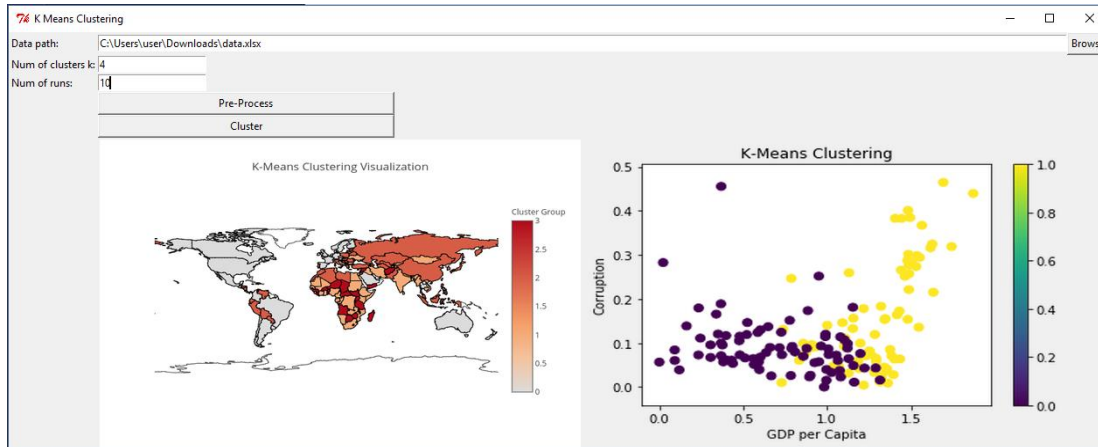 K Means Clustering
Data path: C:\Users\user\Downloads\data.xlsx Brows
Num of clusters k: 4
Num of runs: 10
Pre-Process
Cluster
K-Means Clustering Visualization
Cluster Group
3
2.5
2
1.5
1
0.5
0
K-Means Clustering
Corruption
0.5
0.4
0.3
0.2
0.1
0.0
0.0 0.5 1.0 1.5
GDP per Capita
1.0
0.8
0.6
0.4
0.2
0.0